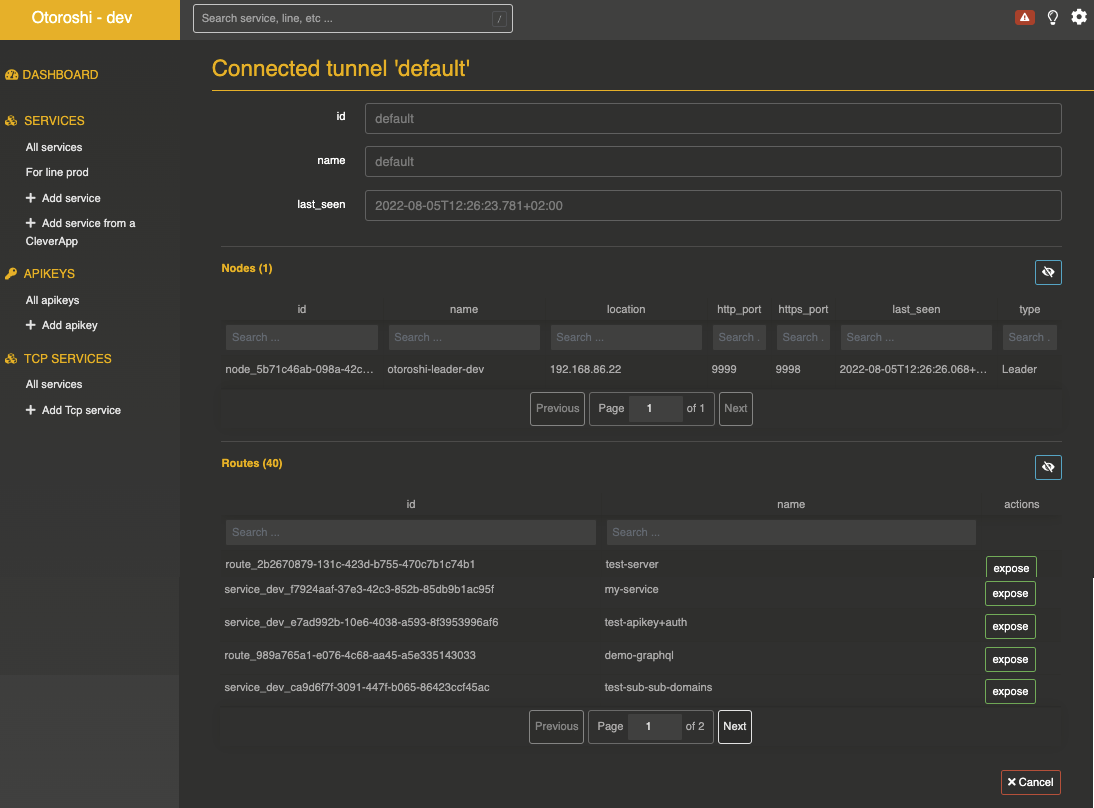 Otoroshi - dev
Search service, line, etc ...
/
DASHBOARD
SERVICES
All services
For line prod
Add service
Add service from a
CleverApp
APIKEYS
All apikeys
Add apikey
TCP SERVICES
All services
Add Tcp service
Connected tunnel 'default'
id
default
name
default
last_seen
2022-08-05T12:26:23.781+02:00
Nodes (1)
id name location http_port https_port last_seen type
Search ... Search ... Search ... Search . Search . Search ... Search .
node_5b71c46ab-098a-42c... otoroshi-leader-dev 192.168.86.22 9999 9998 2022-08-05T12:26:26.068+... Leader
Previous Page 1 of 1 Next
Routes (40)
id name actions
Search ... Search ...
route_2b2670879-131c-423d-b755-470c7b1c74b1 test-server expose
service_dev_f7924aaf-37e3-42c3-852b-85db9b1ac95f my-service expose
service_dev_e7ad992b-10e6-4038-a593-8f3953996af6 test-apikey+auth expose
route_989a765a1-e076-4c68-aa45-a5e335143033 demo-graphql expose
service_dev_ca9d6f7f-3091-447f-b065-86423ccf45ac test-sub-sub-domains expose
Previous Page 1 of 2 Next
Cancel